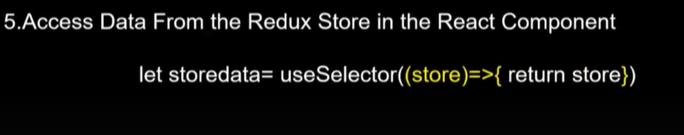 5.Access Data From the Redux Store in the React Component
let storedata= useSelector((store)=>{ return store})